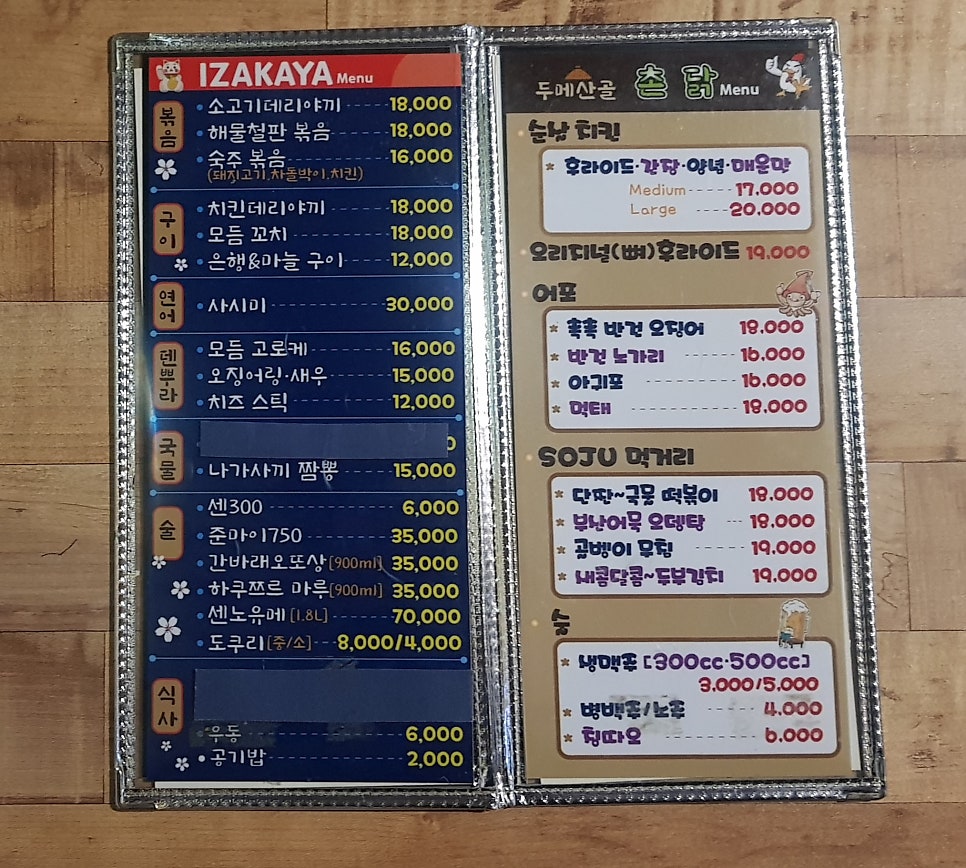 IZAKAYA Menu
볶음
소고기데리야끼 18,000
해물철판 볶음 18,000
숙주 볶음 16,000
(돼지고기,차돌박이,치킨)
구이
치킨데리야끼 18,000
모듬 꼬치 18,000
은행&마늘 구이 12,000
연어
사시미 30,000
덴뿌라
모듬 고로케 16,000
오징어링·새우 15,000
치즈 스틱 12,000
국물
나가사끼 짬뽕 15,000
술
센300 6,000
준마이750 35,000
간바래오또상[900ml] 35,000
하쿠쯔르 마루[900ml] 35,000
센노유메[1.8L] 70,000
도쿠리[중/소] 8,000/4,000
식사
우동 6,000
공기밥 2,000
두메산골 촌닭 Menu
순살 치킨
후라이드·간장·양념·매운맛
Medium 17.000
Large 20.000
오리지널(뼈)후라이드 19.000
어포
촉촉 반건 오징어 18.000
반건 노가리 16.000
아귀포 16.000
먹태 18.000
SOJU 먹거리
단짠~국물 떡볶이 18.000
부산어묵 오뎅탕 18.000
골뱅이 무침 19.000
새콤달콤~두부김치 19.000
생맥주 [300cc·500cc]
3.000/5.000
4.000
칭따오 6.000